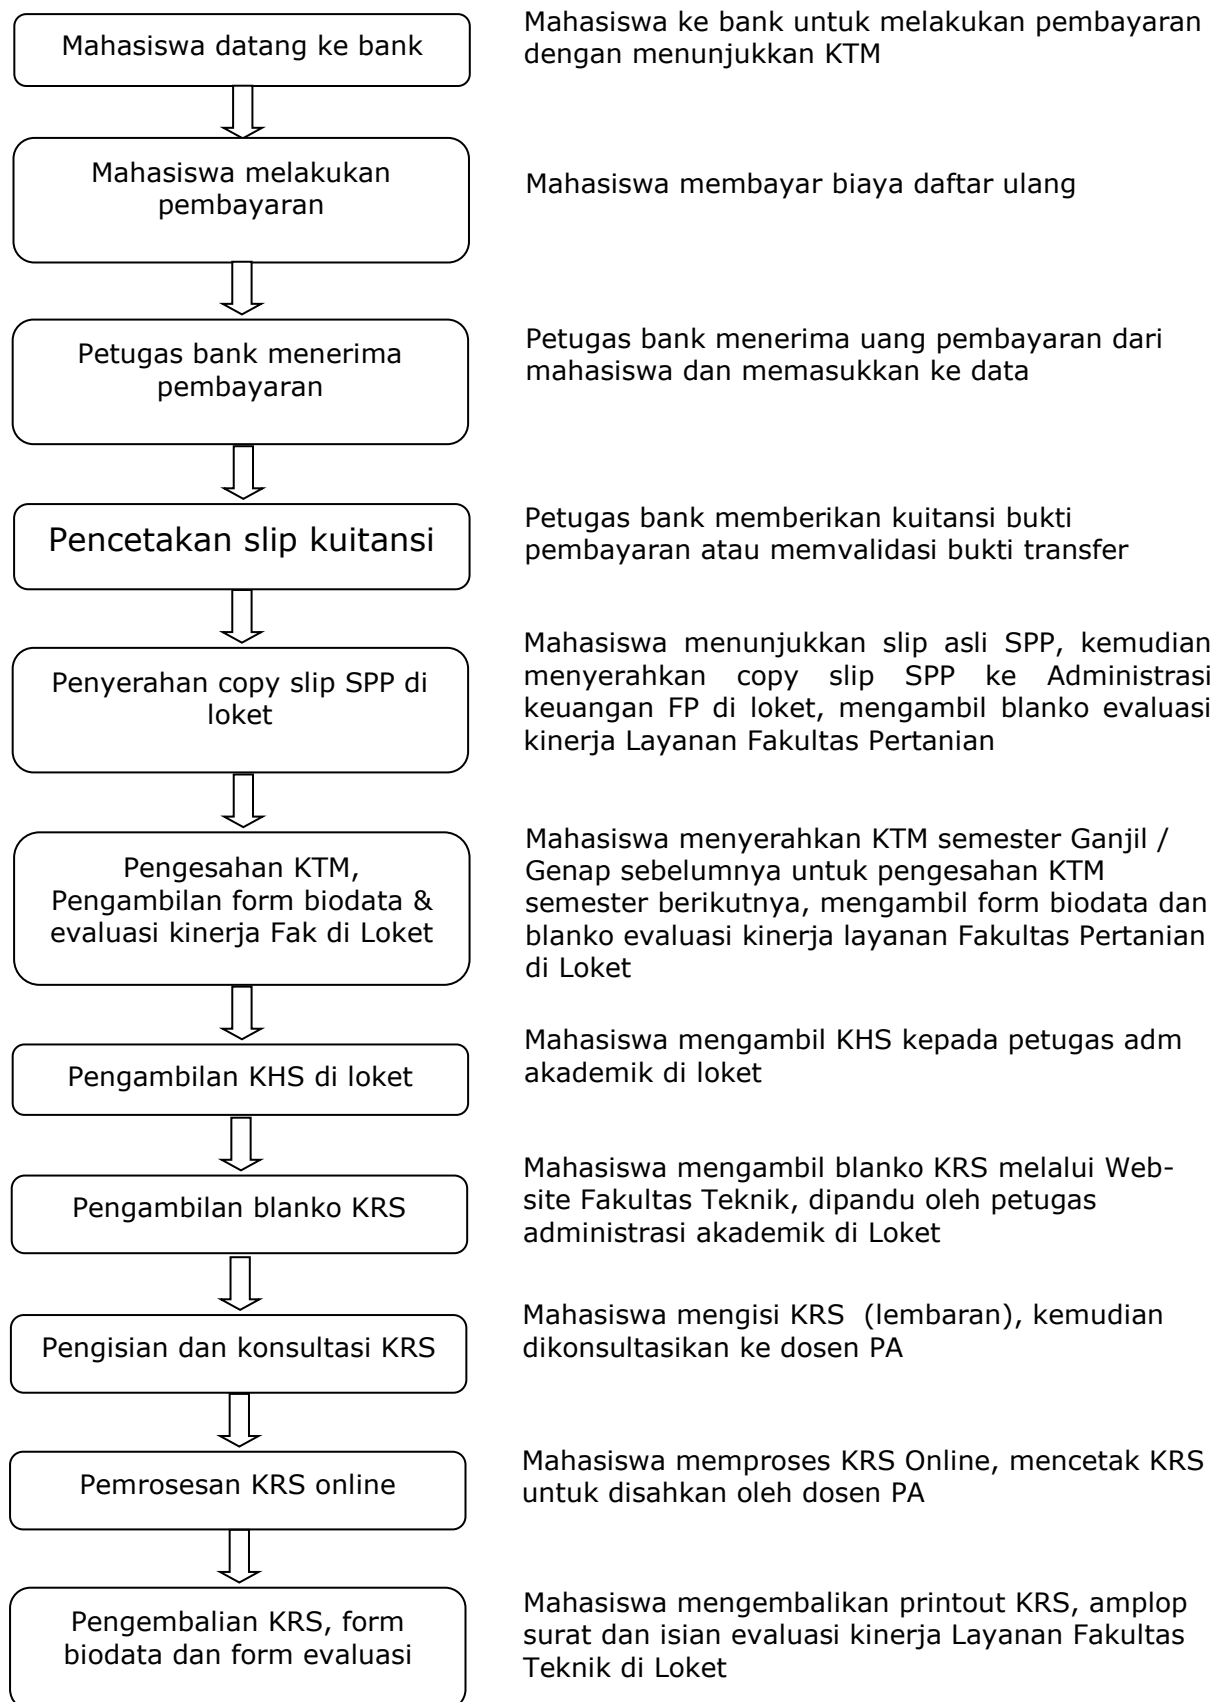 Mahasiswa datang ke bank
Mahasiswa ke bank untuk melakukan pembayaran
dengan menunjukkan KTM
Mahasiswa melakukan
pembayaran
Mahasiswa membayar biaya daftar ulang
Petugas bank menerima
pembayaran
Petugas bank menerima uang pembayaran dari
mahasiswa dan memasukkan ke data
Pencetakan slip kuitansi
Petugas bank memberikan kuitansi bukti
pembayaran atau memvalidasi bukti transfer
Penyerahan copy slip SPP di
loket
Mahasiswa menunjukkan slip asli SPP, kemudian
menyerahkan copy slip SPP ke Administrasi
keuangan FP di loket, mengambil blanko evaluasi
kinerja Layanan Fakultas Pertanian
Pengesahan KTM,
Pengambilan form biodata &
evaluasi kinerja Fak di Loket
Mahasiswa menyerahkan KTM semester Ganjil /
Genap sebelumnya untuk pengesahan KTM
semester berikutnya, mengambil form biodata dan
blanko evaluasi kinerja layanan Fakultas Pertanian
di Loket
Pengambilan KHS di loket
Mahasiswa mengambil KHS kepada petugas adm
akademik di loket
Pengambilan blanko KRS
Mahasiswa mengambil blanko KRS melalui Web-
site Fakultas Teknik, dipandu oleh petugas
administrasi akademik di Loket
Pengisian dan konsultasi KRS
Mahasiswa mengisi KRS (lembaran), kemudian
dikonsultasikan ke dosen PA
Pemrosesan KRS online
Mahasiswa memproses KRS Online, mencetak KRS
untuk disahkan oleh dosen PA
Pengembalian KRS, form
biodata dan form evaluasi
Mahasiswa mengembalikan printout KRS, amplop
surat dan isian evaluasi kinerja Layanan Fakultas
Teknik di Loket